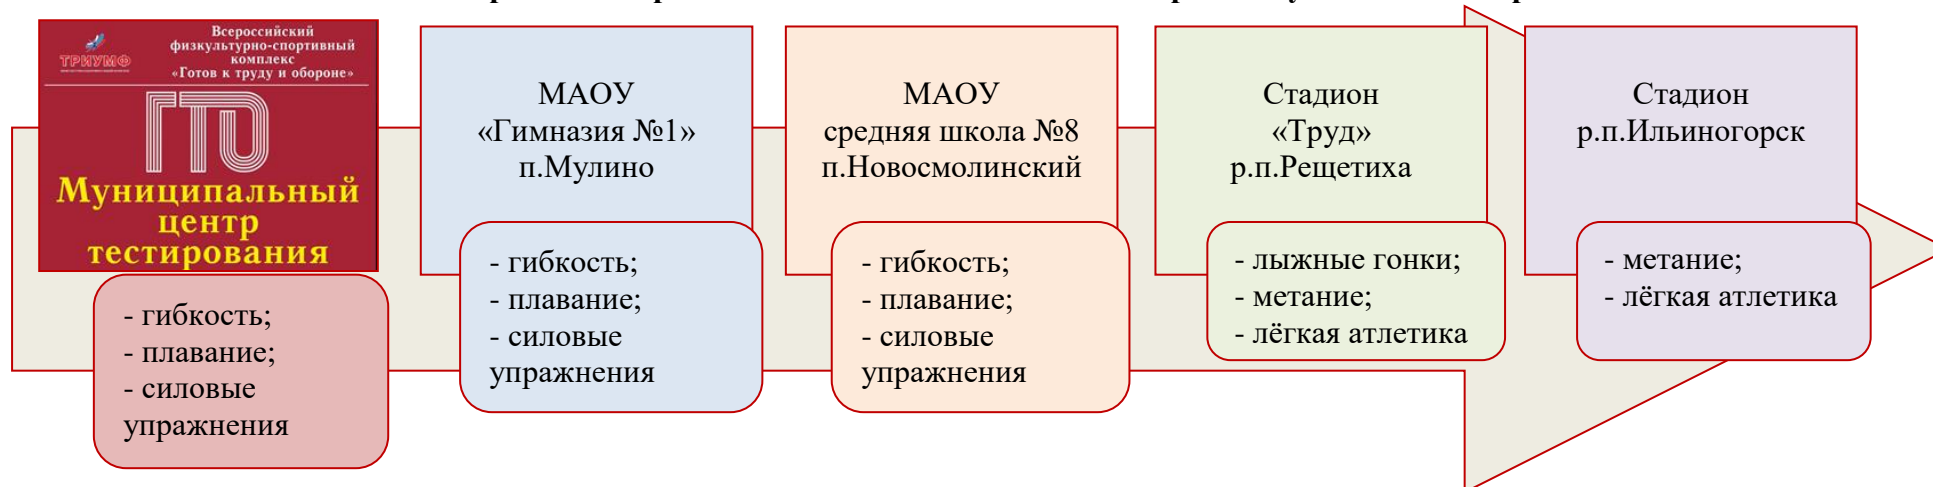 Всероссийский
физкультурно-спортивный
комплекс
«Готов к труду и обороне»
ТРИУМФ
ГТО
Муниципальный
центр
тестирования
- гибкость;
- плавание;
- силовые
упражнения
МАОУ
«Гимназия №1»
п.Мулино
- гибкость;
- плавание;
- силовые
упражнения
МАОУ
средняя школа №8
п.Новосмолинский
- гибкость;
- плавание;
- силовые
упражнения
Стадион
«Труд»
р.п.Решетиха
- лыжные гонки;
- метание;
- лёгкая атлетика
Стадион
р.п.Ильиногорск
- метание;
- лёгкая атлетика